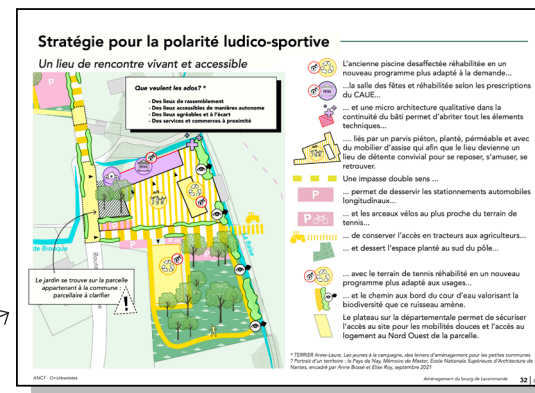 Stratégie pour la polarité ludico-sportive
Un lieu de rencontre vivant et accessible
Que veulent les ados? *
- Des lieux de rassemblement
- Des lieux accessibles de manières autonome
- Des lieux agréables et à l'écart
- Des services et commerces à proximité
P
P
P
de Brouque
Route
la Baïse
Le jardin se trouve sur la parcelle
appartenant à la commune :
parcellaire à clarifier
!
L'ancienne piscine desaffectée réhabilitée en un
nouveau programme plus adapté à la demande...
...la salle des fêtes et réhabilitée selon les prescriptions
du CAUE...
... et une micro architecture qualitative dans la
continuité du bâti permet d'abriter tout les élements
techniques...
... liés par un parvis piéton, planté, pérméable et avec
du mobilier d'assise qui afin que le lieu devienne un
lieu de détente convivial pour se reposer, s'amuser, se
retrouver.
Une impasse double sens ...
P
... permet de desservir les stationnements automobiles
longitudinaux...
P
... et les arceaux vélos au plus proche du terrain de
tennis...
... de conserver l'accès en tracteurs aux agriculteurs...
... et dessert l'espace planté au sud du pôle...
... avec le terrain de tennis réhabilité en un nouveau
programme plus adapté aux usages...
... et le chemin aux bord du cour d'eau valorisant la
biodiversité que ce ruisseau amène.
Le plateau sur la départementale permet de sécuriser
l'accès au site pour les mobilités douces et l'accès au
Nord Ouest de la parcelle.
* TERRIER Anne-Laure, Les jeunes à la campagne, des leviers d'aménagement pour les petites communes
? Portrait d'un territoire : le Pays de Nay, Mémoire de Master, Ecole Nationale Supérieure d'Architecture de
Nantes, encadré par Anne Bossé et Elise Roy, septembre 2021
ANCT - O+Urbanistes
Aménagement du bourg de Lacommande
32